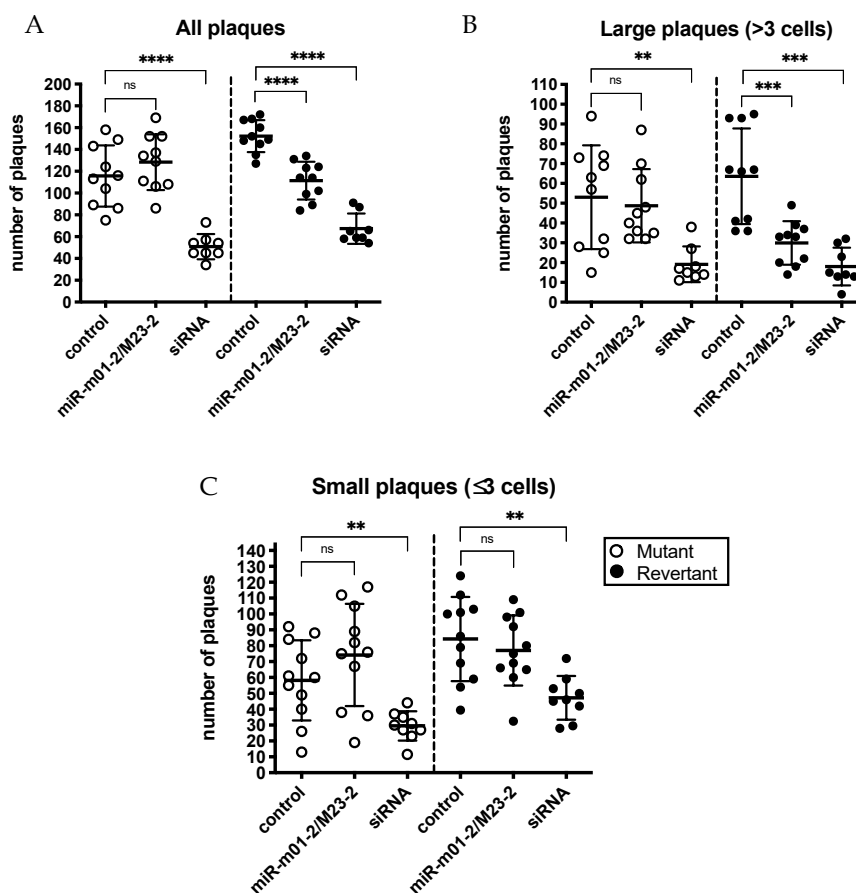 A
All plaques
****
ns
****
****
number of plaques
200
180
160
140
120
100
80
60
40
20
0
control
miR-m01-2/M23-2
siRNA
control
miR-m01-2/M23-2
siRNA
B
Large plaques (>3 cells)
**
ns
***
***
number of plaques
110
100
90
80
70
60
50
40
30
20
10
0
control
miR-m01-2/M23-2
siRNA
control
miR-m01-2/M23-2
siRNA
C
Small plaques (≤3 cells)
**
ns
**
ns
number of plaques
140
130
120
110
100
90
80
70
60
50
40
30
20
10
0
control
miR-m01-2/M23-2
siRNA
control
miR-m01-2/M23-2
siRNA
Mutant
Revertant